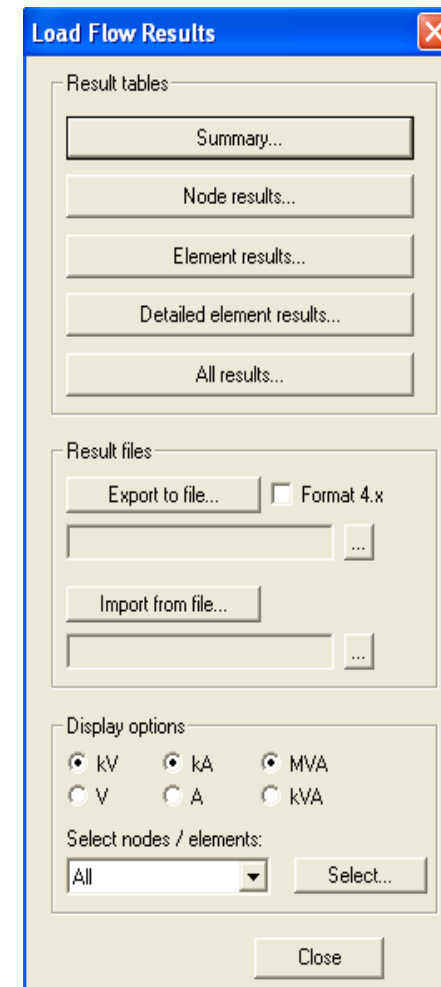 Load Flow Results
Result tables
Summary...
Node results...
Element results...
Detailed element results...
All results...
Result files
Export to file... Format 4.x
...
Import from file...
...
Display options
kV kA MVA
V A kVA
Select nodes / elements:
All Select...
Close